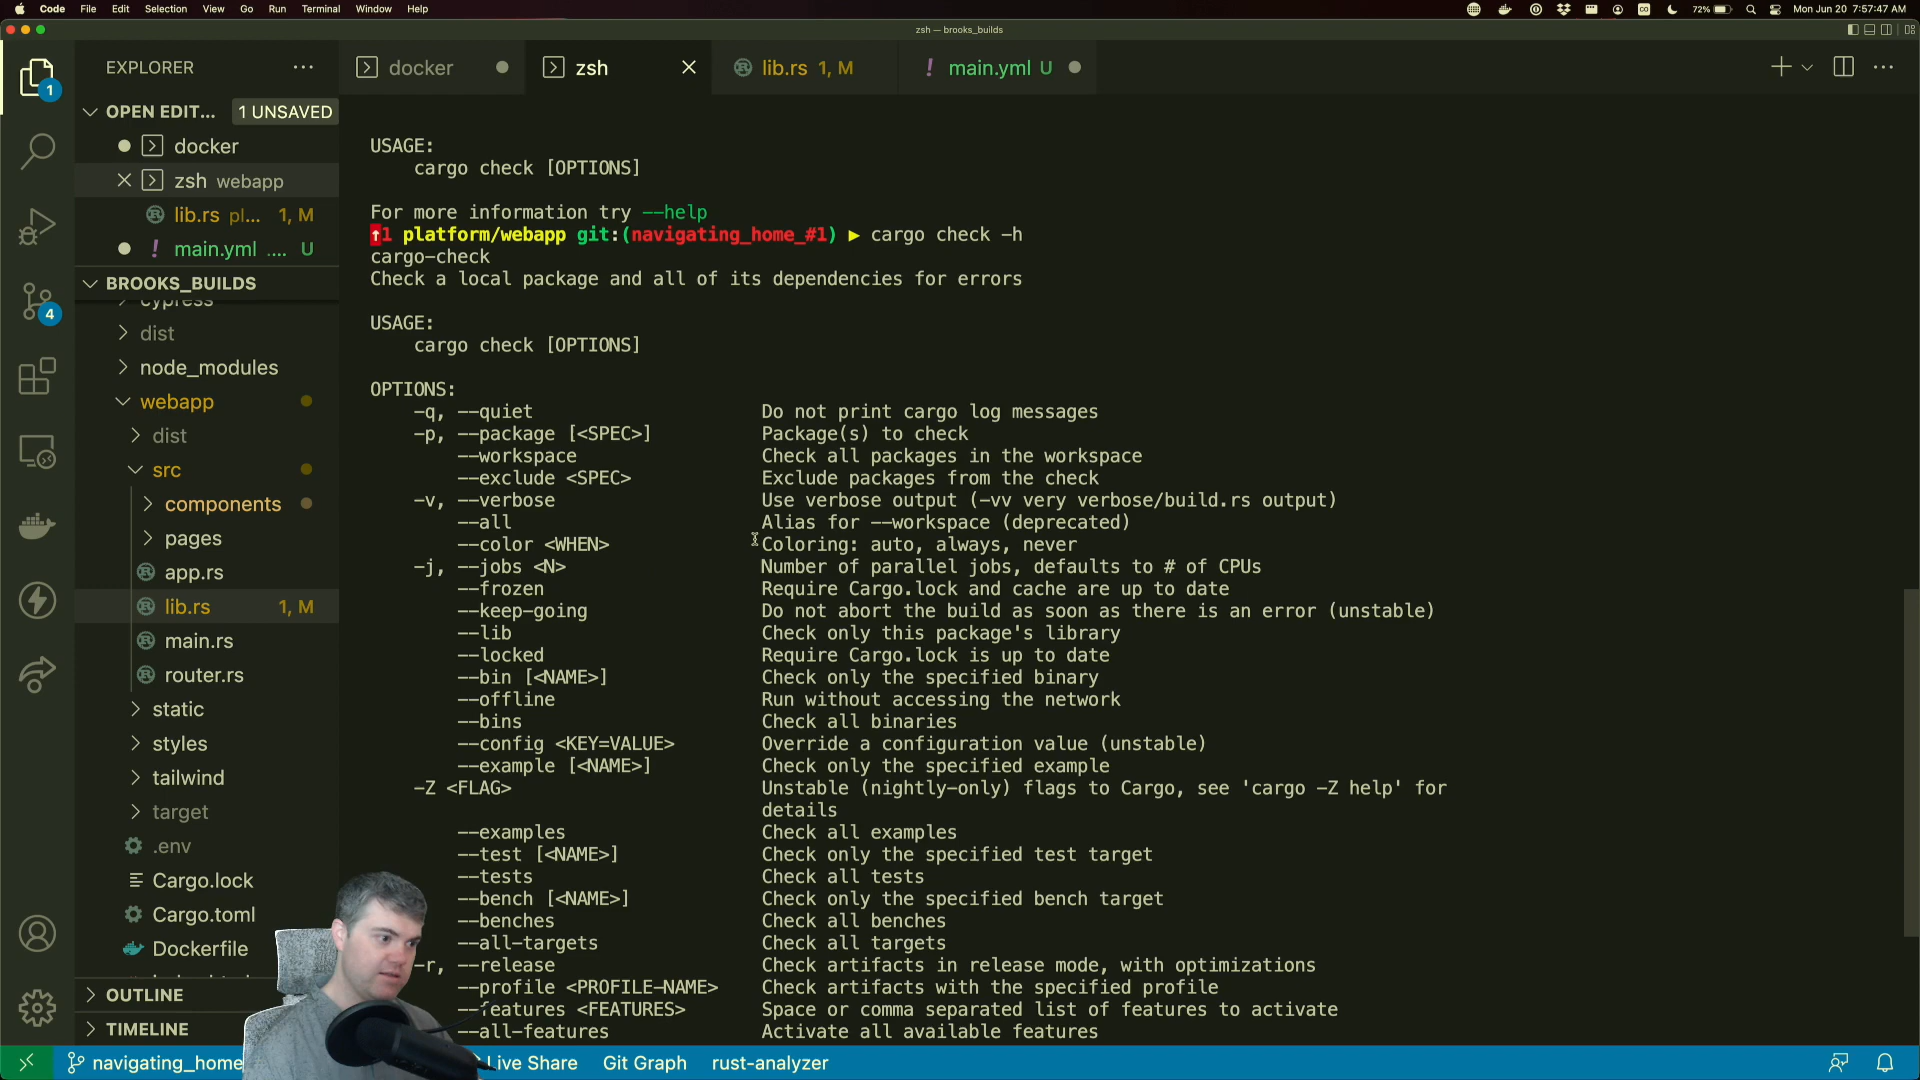 Code File Edit Selection View Go Run Terminal Window Help
72% Mon Jun 20 7:57:47 AM
zsh — brooks_builds
EXPLORER
docker
zsh
lib.rs 1, M
main.yml U
OPEN EDIT... 1 UNSAVED
docker
zsh webapp
lib.rs pl... 1, M
main.yml .... U
BROOKS_BUILDS
cypress
dist
node_modules
webapp
dist
src
components
pages
app.rs
lib.rs 1, M
main.rs
router.rs
static
styles
tailwind
target
.env
Cargo.lock
Cargo.toml
Dockerfile
OUTLINE
TIMELINE
1
4
USAGE:
cargo check [OPTIONS]
For more information try --help
↑1 platform/webapp git:(navigating_home_#1) ▶ cargo check -h
cargo-check
Check a local package and all of its dependencies for errors
USAGE:
cargo check [OPTIONS]
OPTIONS:
-q, --quiet Do not print cargo log messages
-p, --package [<SPEC>] Package(s) to check
--workspace Check all packages in the workspace
--exclude <SPEC> Exclude packages from the check
-v, --verbose Use verbose output (-vv very verbose/build.rs output)
--all Alias for --workspace (deprecated)
--color <WHEN> Coloring: auto, always, never
-j, --jobs <N> Number of parallel jobs, defaults to # of CPUs
--frozen Require Cargo.lock and cache are up to date
--keep-going Do not abort the build as soon as there is an error (unstable)
--lib Check only this package's library
--locked Require Cargo.lock is up to date
--bin [<NAME>] Check only the specified binary
--offline Run without accessing the network
--bins Check all binaries
--config <KEY=VALUE> Override a configuration value (unstable)
--example [<NAME>] Check only the specified example
-Z <FLAG> Unstable (nightly-only) flags to Cargo, see 'cargo -Z help' for
details
--examples Check all examples
--test [<NAME>] Check only the specified test target
--tests Check all tests
--bench [<NAME>] Check only the specified bench target
--benches Check all benches
--all-targets Check all targets
-r, --release Check artifacts in release mode, with optimizations
--profile <PROFILE-NAME> Check artifacts with the specified profile
--features <FEATURES> Space or comma separated list of features to activate
--all-features Activate all available features
navigating_home Live Share Git Graph rust-analyzer